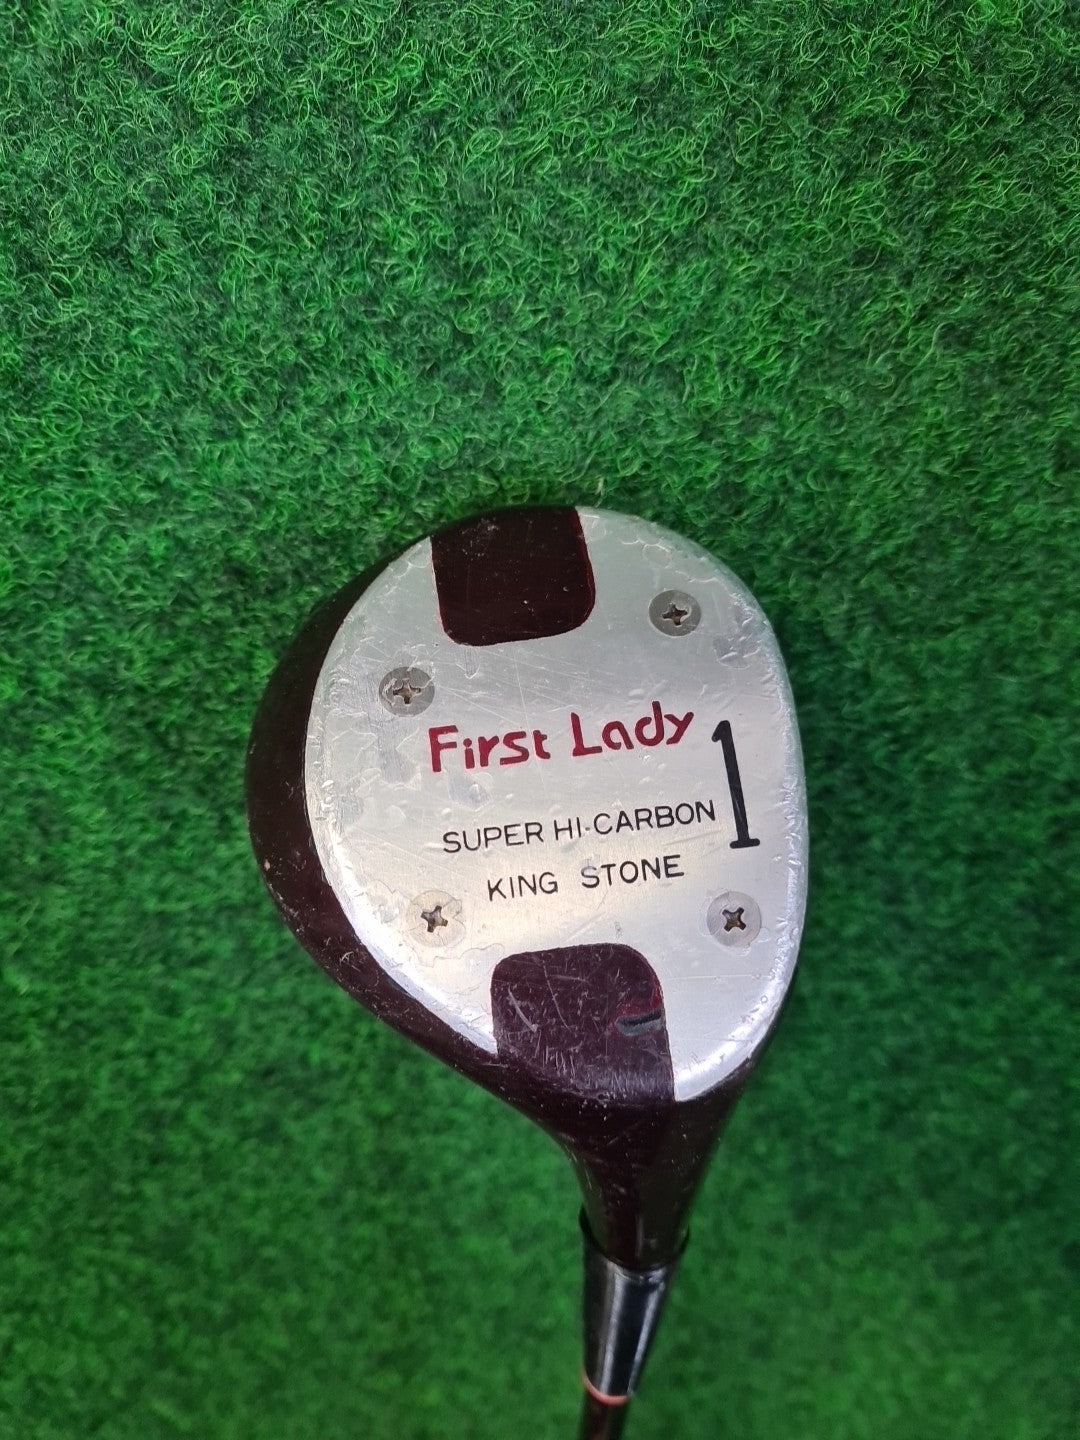 First Lady 1
SUPER HI-CARBON
KING STONE